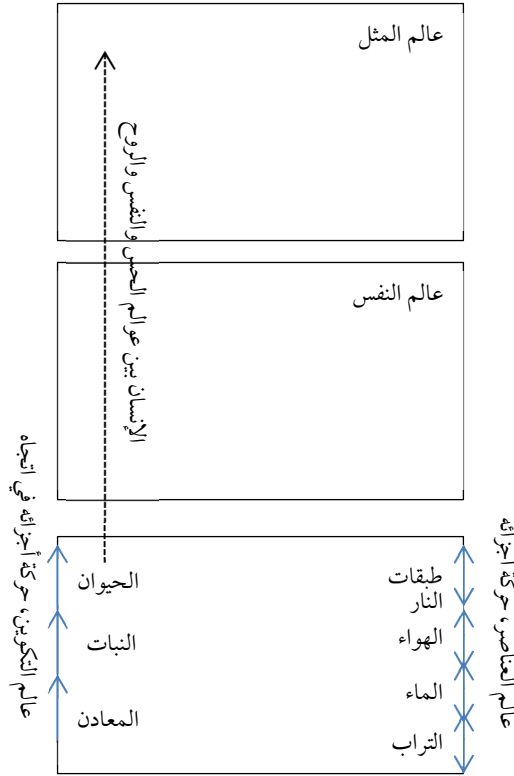 عالم المثل
الإنسان بين عوالم الحس والنفس والروح
عالم النفس
عالم العناصر، حركة اجزائه
طبقات
النار
الهواء
الماء
التراب
الحيوان
النبات
المعادن
عالم التكوين، حركة أجزائه في اتجاه